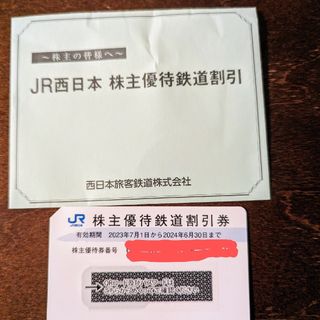 ～株主の皆様へ～
JR西日本 株主優待鉄道割引
西日本旅客鉄道株式会社
JR 株主優待鉄道割引券
有効期間 2023年7月1日から2024年6月30日まで
株主優待券番号